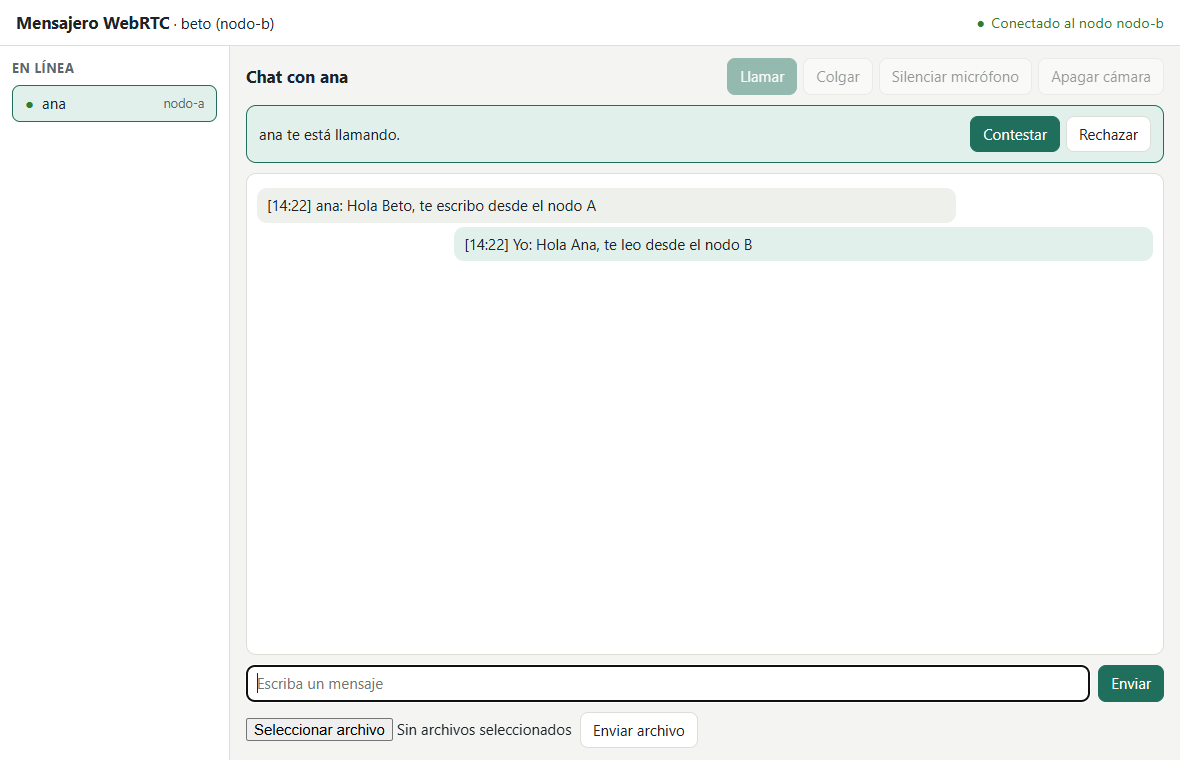 Mensajero WebRTC · beto (nodo-b)
● Conectado al nodo nodo-b
EN LÍNEA
● ana nodo-a
Chat con ana
Llamar Colgar Silenciar micrófono Apagar cámara
ana te está llamando.
Contestar Rechazar
[14:22] ana: Hola Beto, te escribo desde el nodo A
[14:22] Yo: Hola Ana, te leo desde el nodo B
Escriba un mensaje
Enviar
Seleccionar archivo Sin archivos seleccionados Enviar archivo